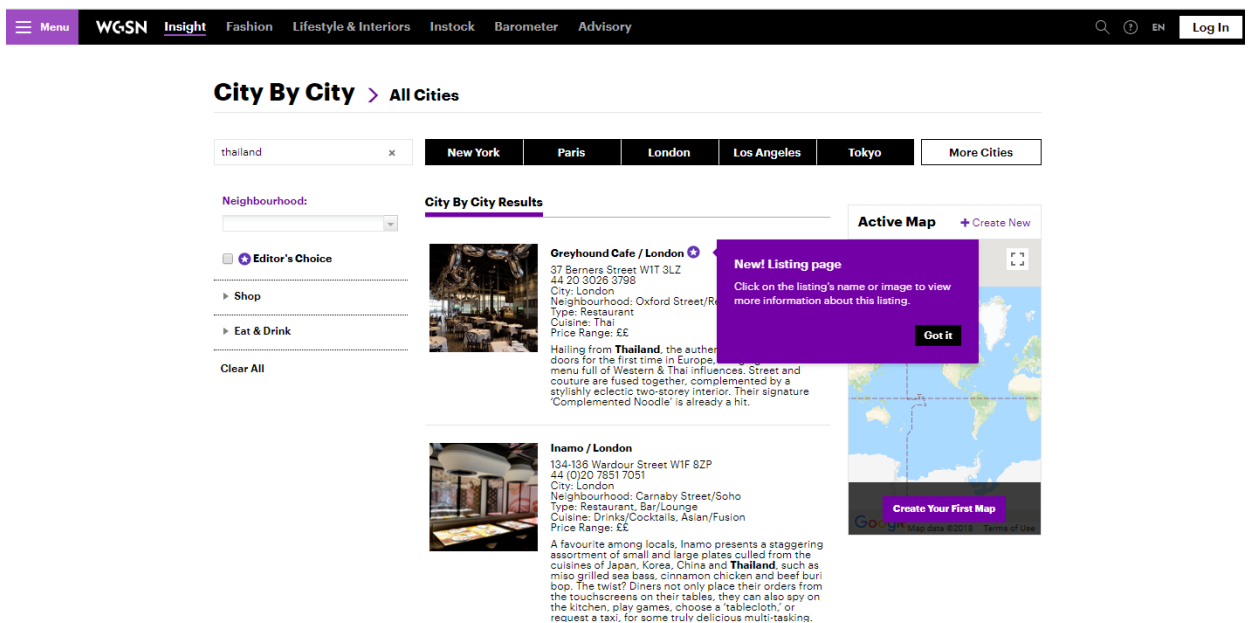 Menu
WGSN
Insight
Fashion
Lifestyle & Interiors
Instock
Barometer
Advisory
EN
Log In
City By City > All Cities
thailand
New York
Paris
London
Los Angeles
Tokyo
More Cities
Neighbourhood:
Editor's Choice
Shop
Eat & Drink
Clear All
City By City Results
Greyhound Cafe / London
37 Berners Street W1T 3LZ
44 20 3026 3798
City: London
Neighbourhood: Oxford Street/Re
Type: Restaurant
Cuisine: Thai
Price Range: ££
Hailing from Thailand, the auther
doors for the first time in Europe,
menu full of Western & Thai influences. Street and
couture are fused together, complemented by a
stylishly eclectic two-storey interior. Their signature
'Complemented Noodle' is already a hit.
Inamo / London
134-136 Wardour Street W1F 8ZP
44 (0)20 7851 7051
City: London
Neighbourhood: Carnaby Street/Soho
Type: Restaurant, Bar/Lounge
Cuisine: Drinks/Cocktails, Asian/Fusion
Price Range: ££
A favourite among locals, Inamo presents a staggering
assortment of small and large plates culled from the
cuisines of Japan, Korea, China and Thailand, such as
miso grilled sea bass, cinnamon chicken and beef buri
bop. The twist? Diners not only place their orders from
the touchscreens on their tables, they can also spy on
the kitchen, play games, choose a 'tablecloth,' or
request a taxi, for some truly delicious multi-tasking.
Active Map
+ Create New
New! Listing page
Click on the listing's name or image to view
more information about this listing.
Got it
Create Your First Map
Google
Map data ©2018
Terms of Use